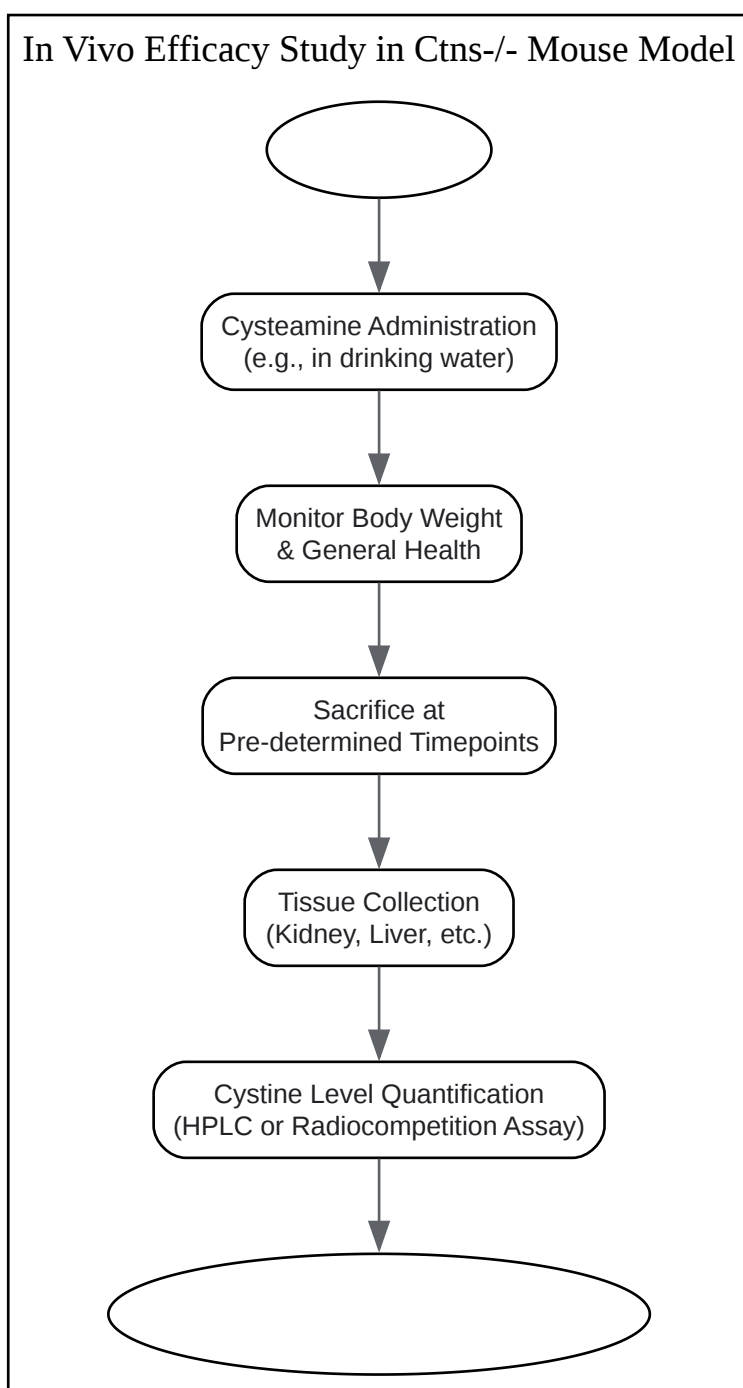 In Vivo Efficacy Study in Ctns-/- Mouse Model
Cysteamine Administration
(e.g., in drinking water)
Monitor Body Weight
& General Health
Sacrifice at
Pre-determined Timepoints
Tissue Collection
(Kidney, Liver, etc.)
Cystine Level Quantification
(HPLC or Radiocompetition Assay)